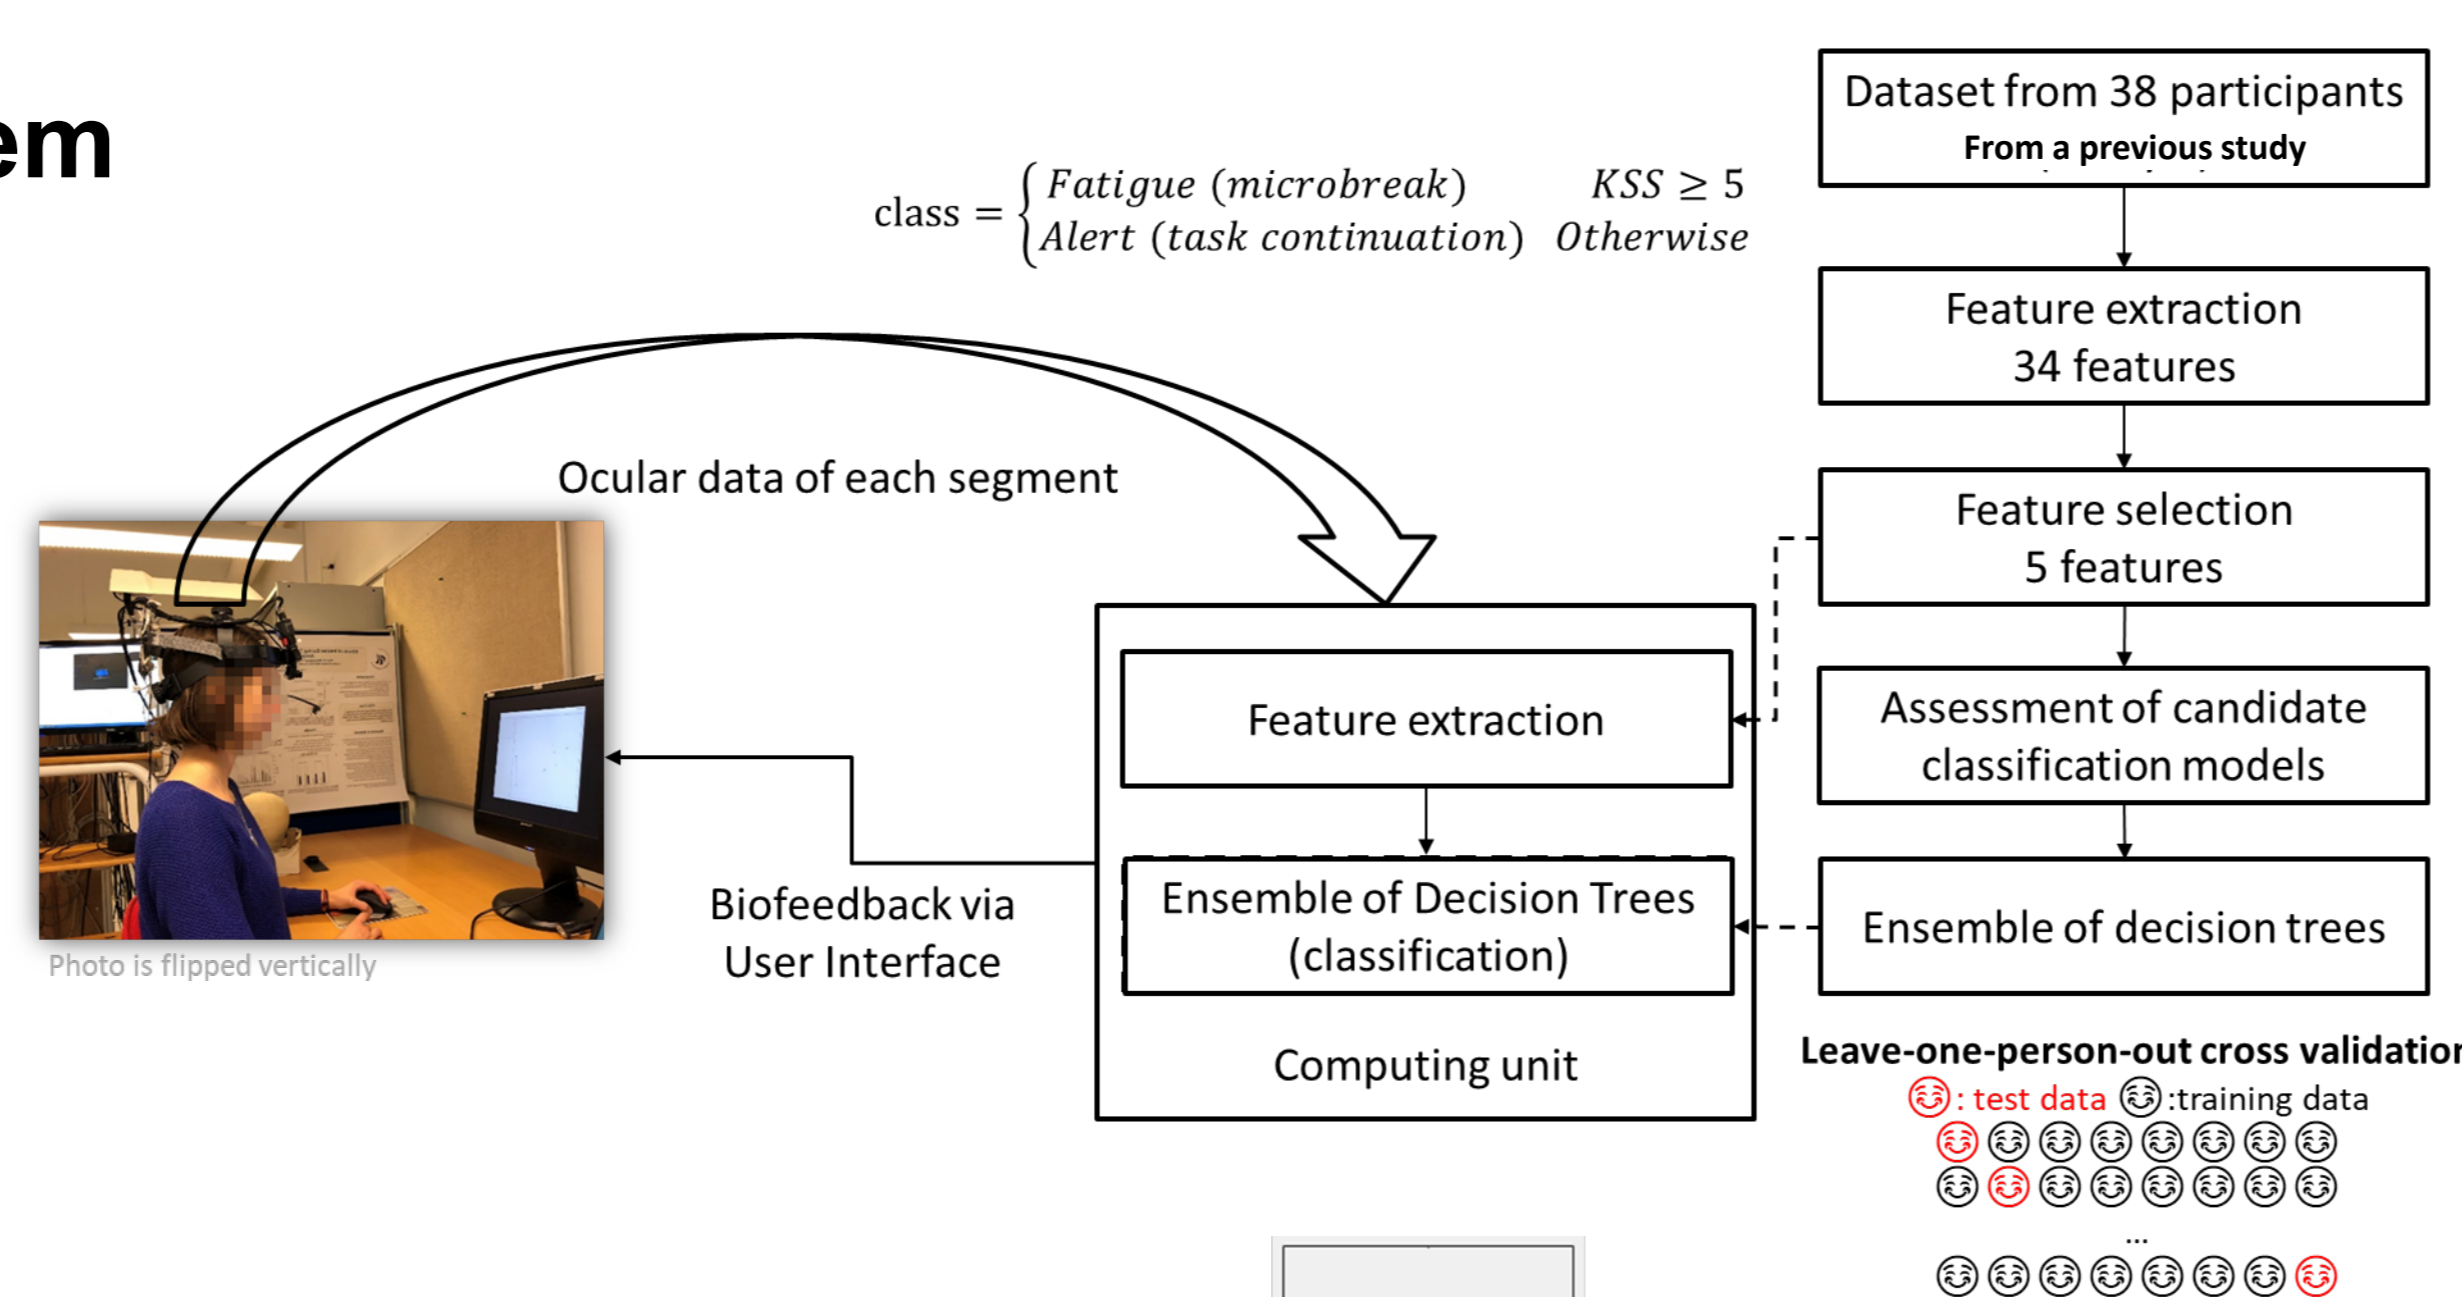 em
class = { Fatigue (microbreak) KSS ≥ 5
Alert (task continuation) Otherwise
Ocular data of each segment
Photo is flipped vertically
Biofeedback via
User Interface
Feature extraction
Ensemble of Decision Trees
(classification)
Computing unit
Dataset from 38 participants
From a previous study
Feature extraction
34 features
Feature selection
5 features
Assessment of candidate
classification models
Ensemble of decision trees
Leave-one-person-out cross validation
: test data :training data
...